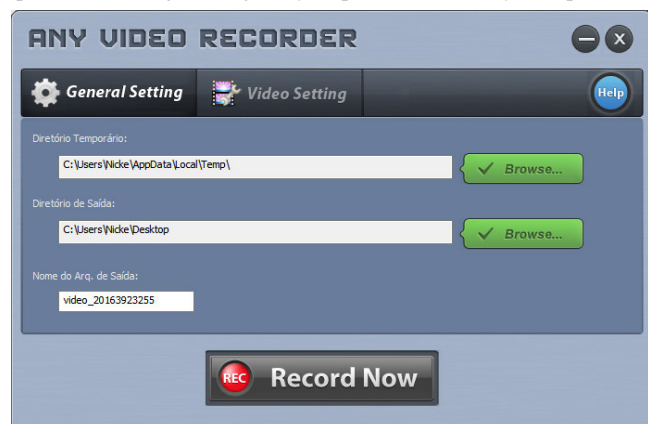 ANY VIDEO RECORDER
General Setting
Video Setting
Help
Diretório Temporário:
C:\Users\Nicke\AppData\Local\Temp\
Browse...
Diretório de Saída:
C:\Users\Nicke\Desktop
Browse...
Nome do Arq. de Saída:
video_20163923255
REC
Record Now